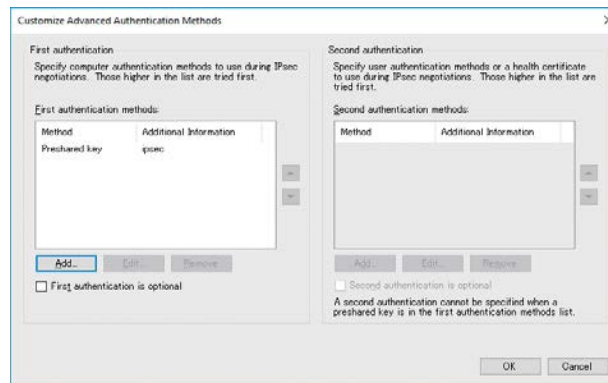 Customize Advanced Authentication Methods
First authentication
Specify computer authentication methods to use during IPsec
negotiations. Those higher in the list are tried first.
First authentication methods:
Method Additional Information
Preshared key ipsec
Add... Edit... Remove
First authentication is optional
Second authentication
Specify user authentication methods or a health certificate
to use during IPsec negotiations. Those higher in the list are
tried first.
Second authentication methods:
Method Additional Information
Add... Edit... Remove
Second authentication is optional
A second authentication cannot be specified when a
preshared key is in the first authentication methods list.
OK Cancel